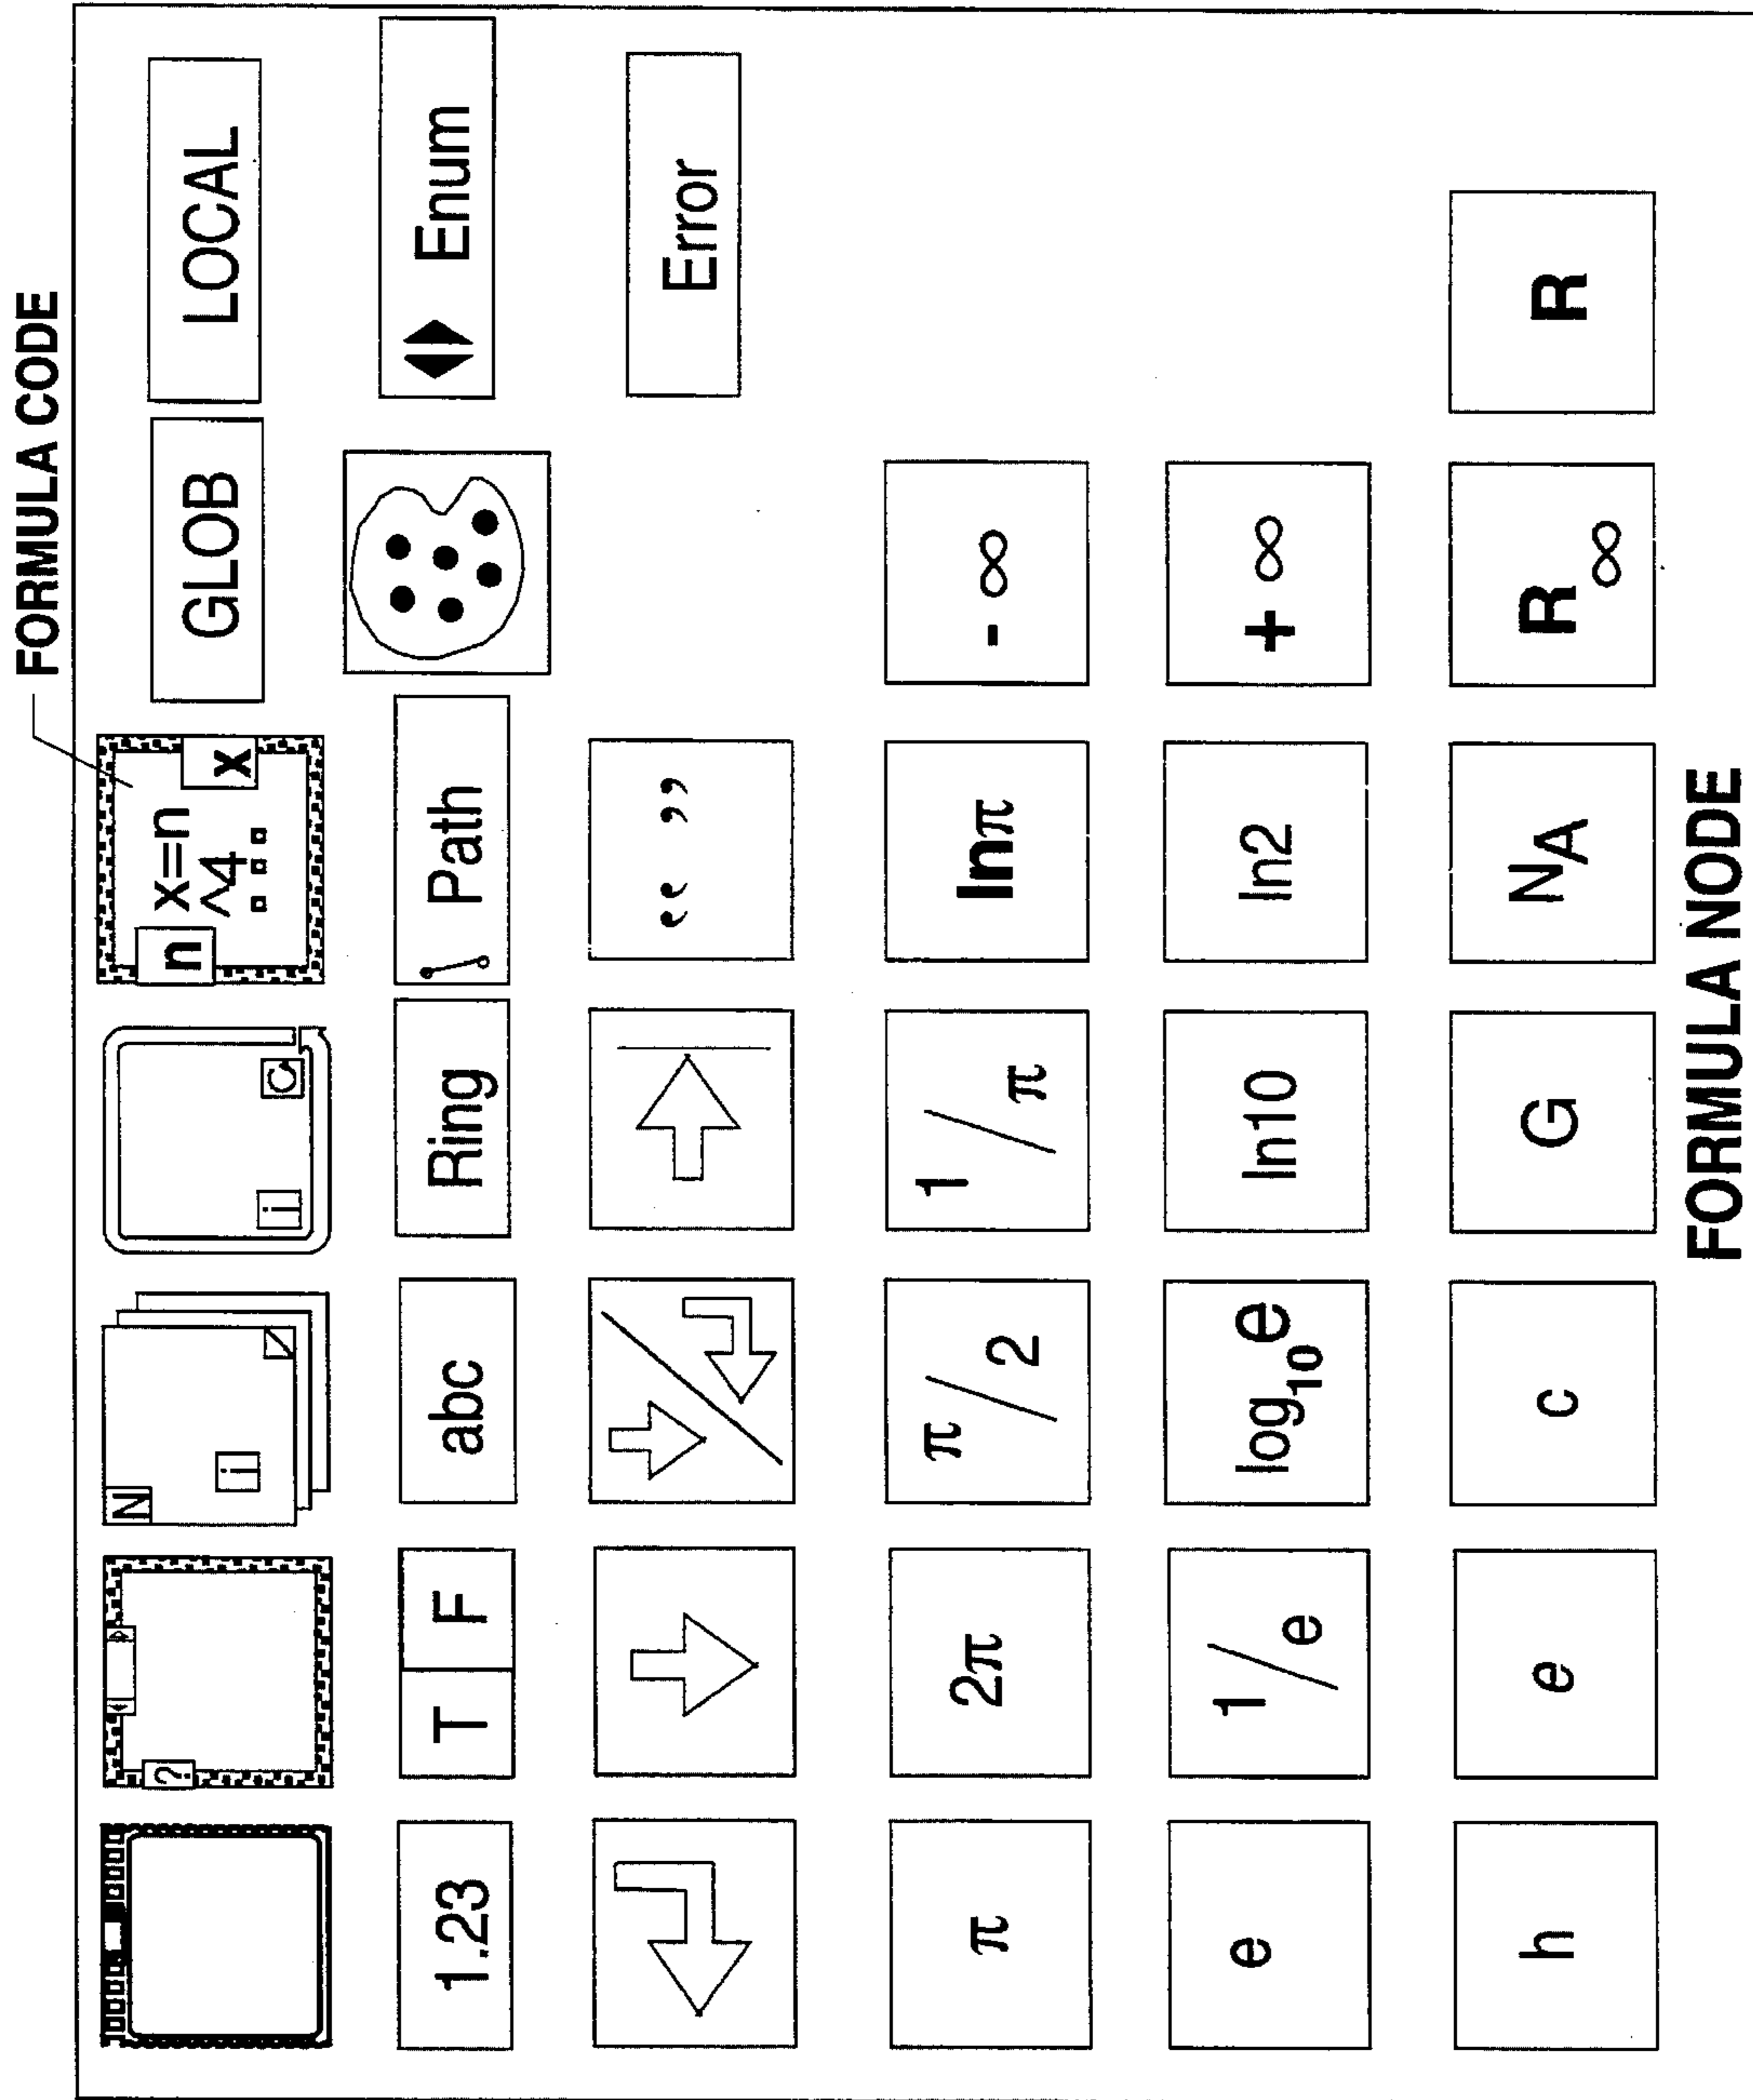 FORMULA CODE
? N i i n x=n ^4 x GLOB LOCAL
1.23 T F abc Ring Path Enum
“ ” Error
π 2π π/2 1/π lnπ - ∞
e 1/e log10e ln10 ln2 + ∞
h e c G NA R∞ R
FORMULA NODE